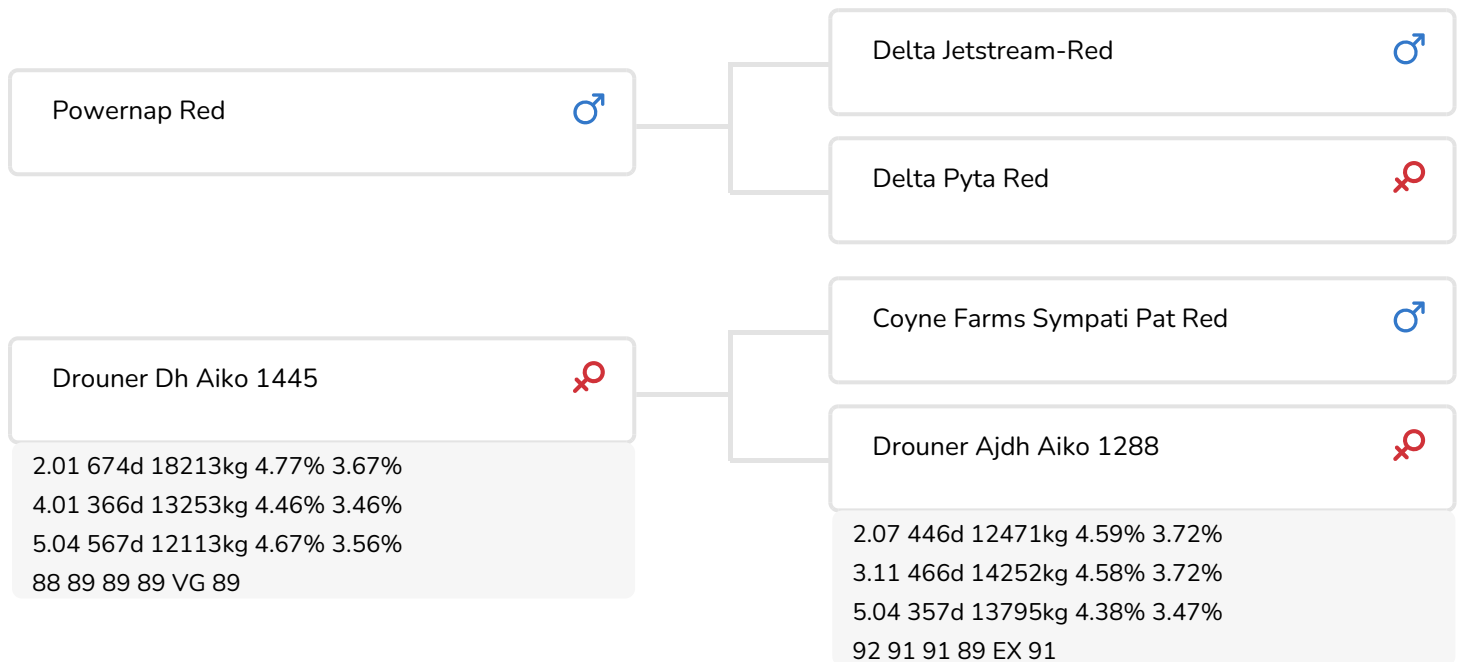 Powernap Red
Delta Jetstream-Red
Delta Pyta Red
Drouner Dh Aiko 1445
2.01 674d 18213kg 4.77% 3.67%
4.01 366d 13253kg 4.46% 3.46%
5.04 567d 12113kg 4.67% 3.56%
88 89 89 89 VG 89
Coyne Farms Sympati Pat Red
Drouner Ajdh Aiko 1288
2.07 446d 12471kg 4.59% 3.72%
3.11 466d 14252kg 4.58% 3.72%
5.04 357d 13795kg 4.38% 3.47%
92 91 91 89 EX 91